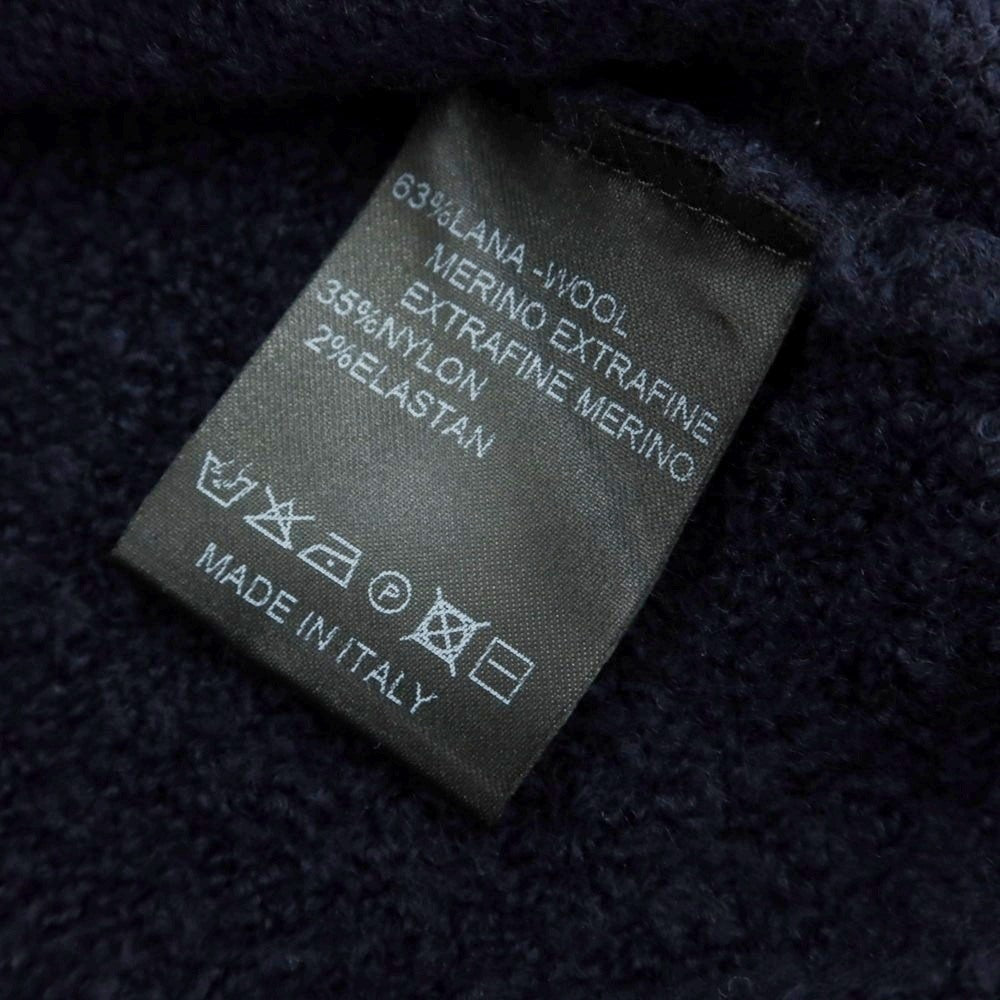 63%LANA -WOOL
MERINO EXTRAFINE
EXTRAFINE MERINO
35%NYLON
2%ELASTAN
P
MADE IN ITALY